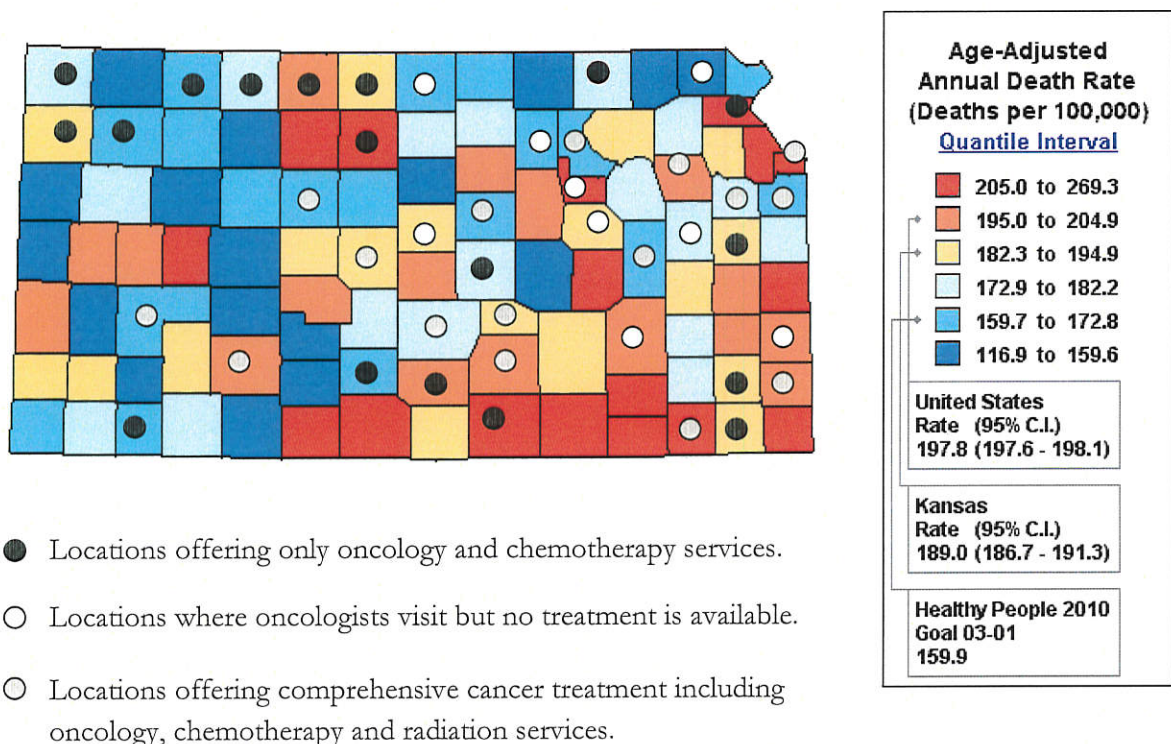 Age-Adjusted
Annual Death Rate
(Deaths per 100,000)
Quantile Interval
205.0 to 269.3
195.0 to 204.9
182.3 to 194.9
172.9 to 182.2
159.7 to 172.8
116.9 to 159.6
United States
Rate (95% C.I.)
197.8 (197.6 - 198.1)
Kansas
Rate (95% C.I.)
189.0 (186.7 - 191.3)
Healthy People 2010
Goal 03-01
159.9
Locations offering only oncology and chemotherapy services.
Locations where oncologists visit but no treatment is available.
Locations offering comprehensive cancer treatment including
oncology, chemotherapy and radiation services.